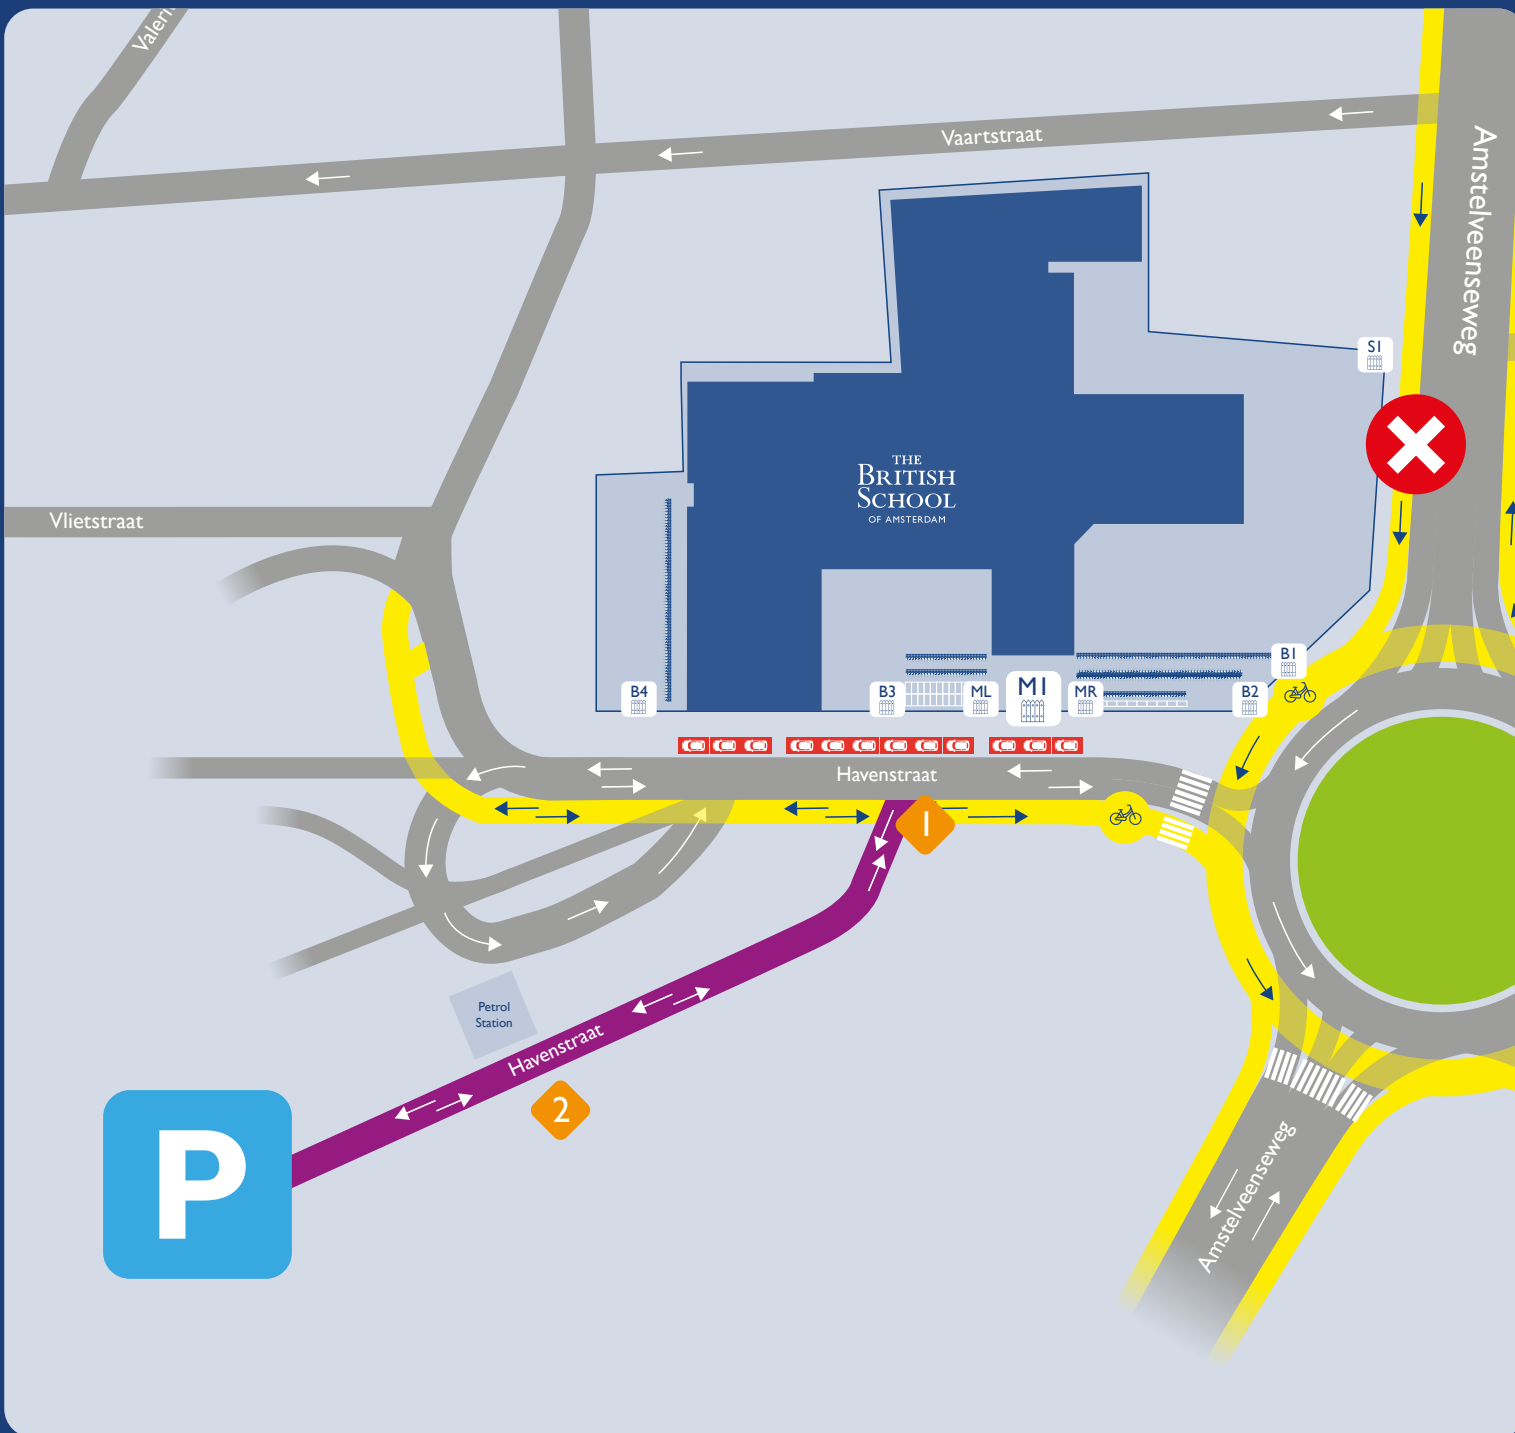 Vaartstraat
Amstelveenseweg
S1
THE
BRITISH
SCHOOL
OF AMSTERDAM
Vlietstraat
B1
B4
B3
ML
M1
MR
B2
Havenstraat
1
Petrol
Station
Havenstraat
2
P
Amstelveenseweg